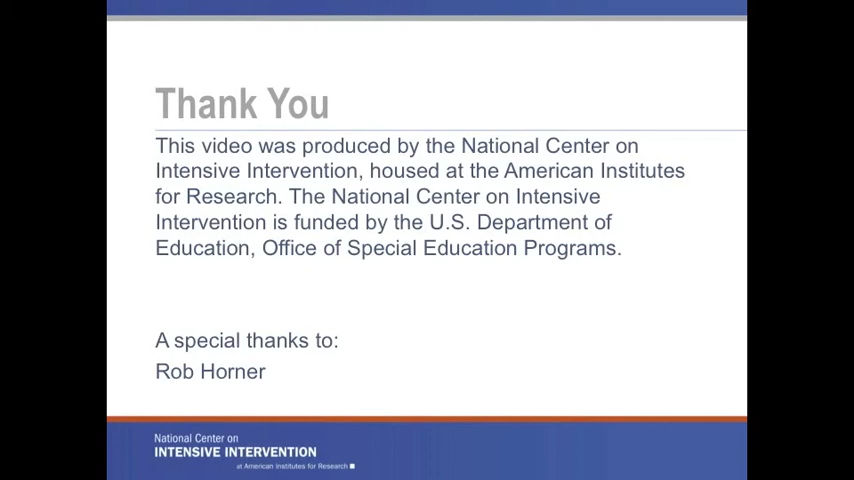 Thank You
This video was produced by the National Center on
Intensive Intervention, housed at the American Institutes
for Research. The National Center on Intensive
Intervention is funded by the U.S. Department of
Education, Office of Special Education Programs.
A special thanks to:
Rob Horner
National Center on
INTENSIVE INTERVENTION
at American Institutes for Research